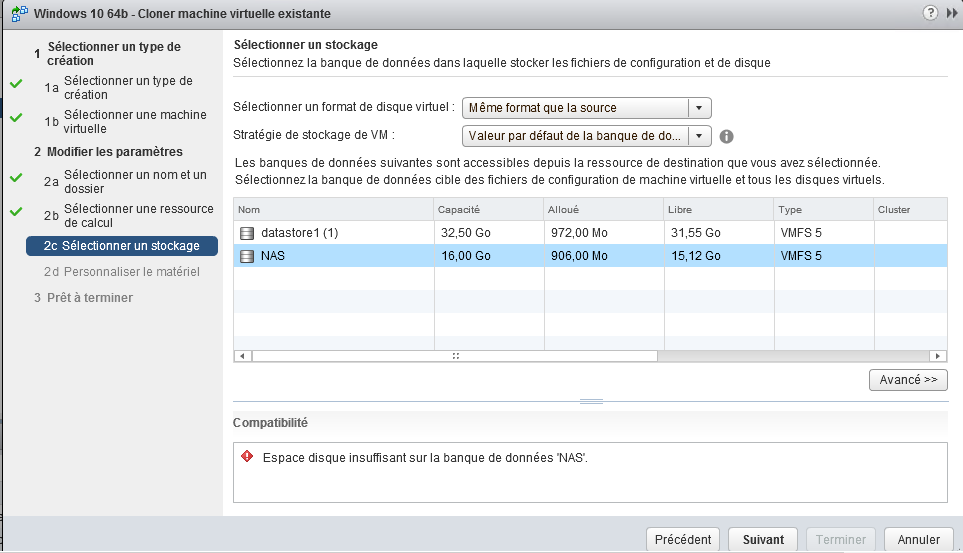 Windows 10 64b - Cloner machine virtuelle existante
1 Sélectionner un type de
création
1a Sélectionner un type de
création
1b Sélectionner une machine
virtuelle
2 Modifier les paramètres
2a Sélectionner un nom et un
dossier
2b Sélectionner une ressource
de calcul
2c Sélectionner un stockage
2d Personnaliser le matériel
3 Prêt à terminer
Sélectionner un stockage
Sélectionnez la banque de données dans laquelle stocker les fichiers de configuration et de disque
Sélectionner un format de disque virtuel : Même format que la source
Stratégie de stockage de VM : Valeur par défaut de la banque de do...
Les banques de données suivantes sont accessibles depuis la ressource de destination que vous avez sélectionnée.
Sélectionnez la banque de données cible des fichiers de configuration de machine virtuelle et tous les disques virtuels.
Nom Capacité Alloué Libre Type Cluster
datastore1 (1) 32,50 Go 972,00 Mo 31,55 Go VMFS 5
NAS 16,00 Go 906,00 Mo 15,12 Go VMFS 5
Avancé >>
Compatibilité
Espace disque insuffisant sur la banque de données 'NAS'.
Précédent Suivant Terminer Annuler